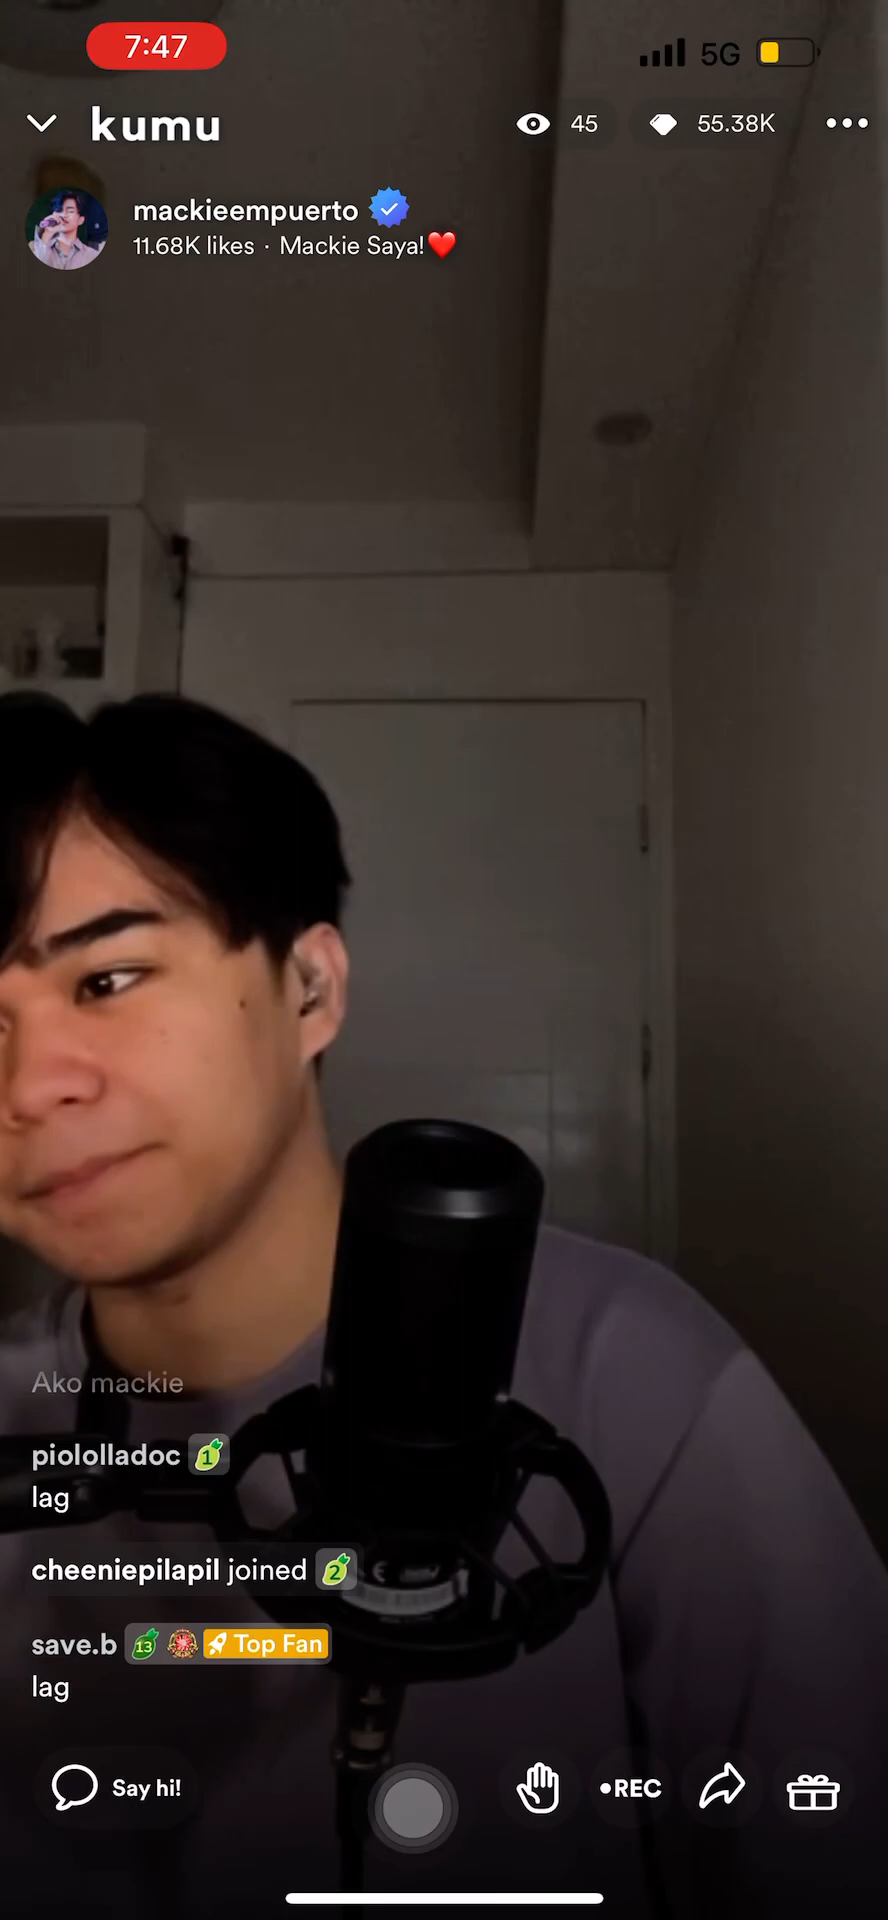 7:47
5G
kumu
45
55.38K
mackieempuerto
11.68K likes · Mackie Saya!❤️
Ako mackie
piololladoc 1
lag
cheeniepilapil joined 2
save.b 13 Top Fan
lag
Say hi!
•REC